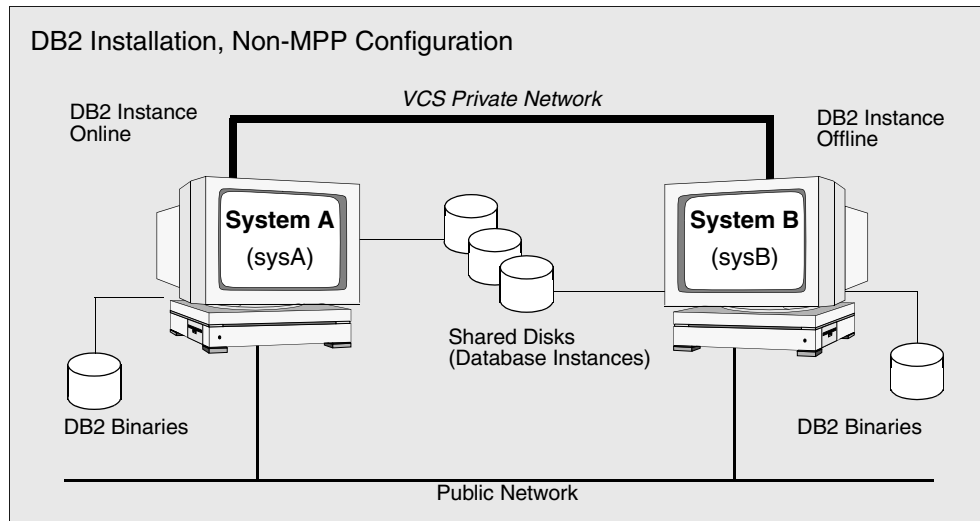 DB2 Installation, Non-MPP Configuration
VCS Private Network
DB2 Instance
Online
DB2 Instance
Offline
System A
(sysA)
System B
(sysB)
Shared Disks
(Database Instances)
DB2 Binaries
DB2 Binaries
Public Network